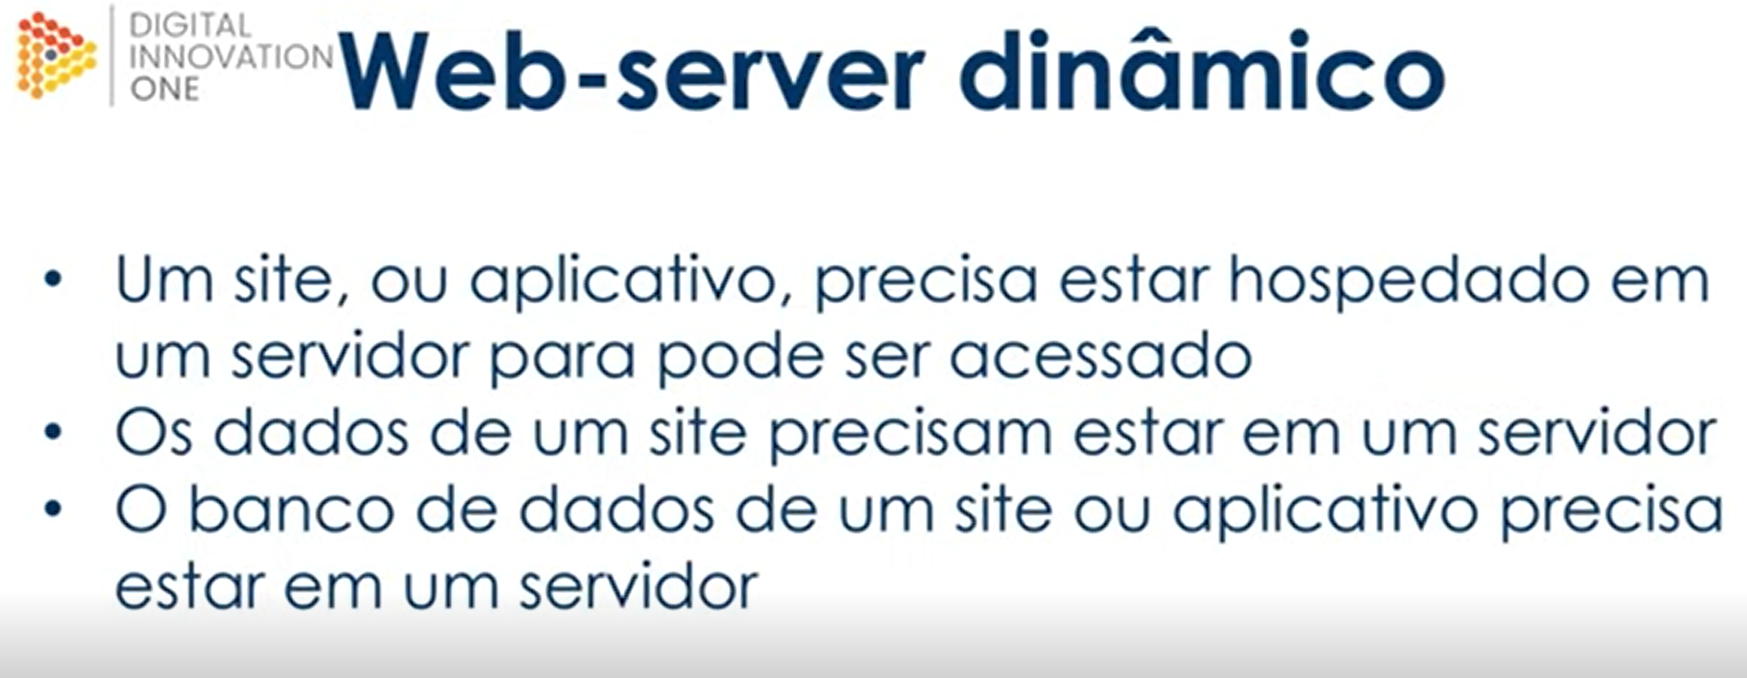 DIGITAL
INNOVATION
ONE
Web-server dinâmico
• Um site, ou aplicativo, precisa estar hospedado em
um servidor para pode ser acessado
• Os dados de um site precisam estar em um servidor
• O banco de dados de um site ou aplicativo precisa
estar em um servidor